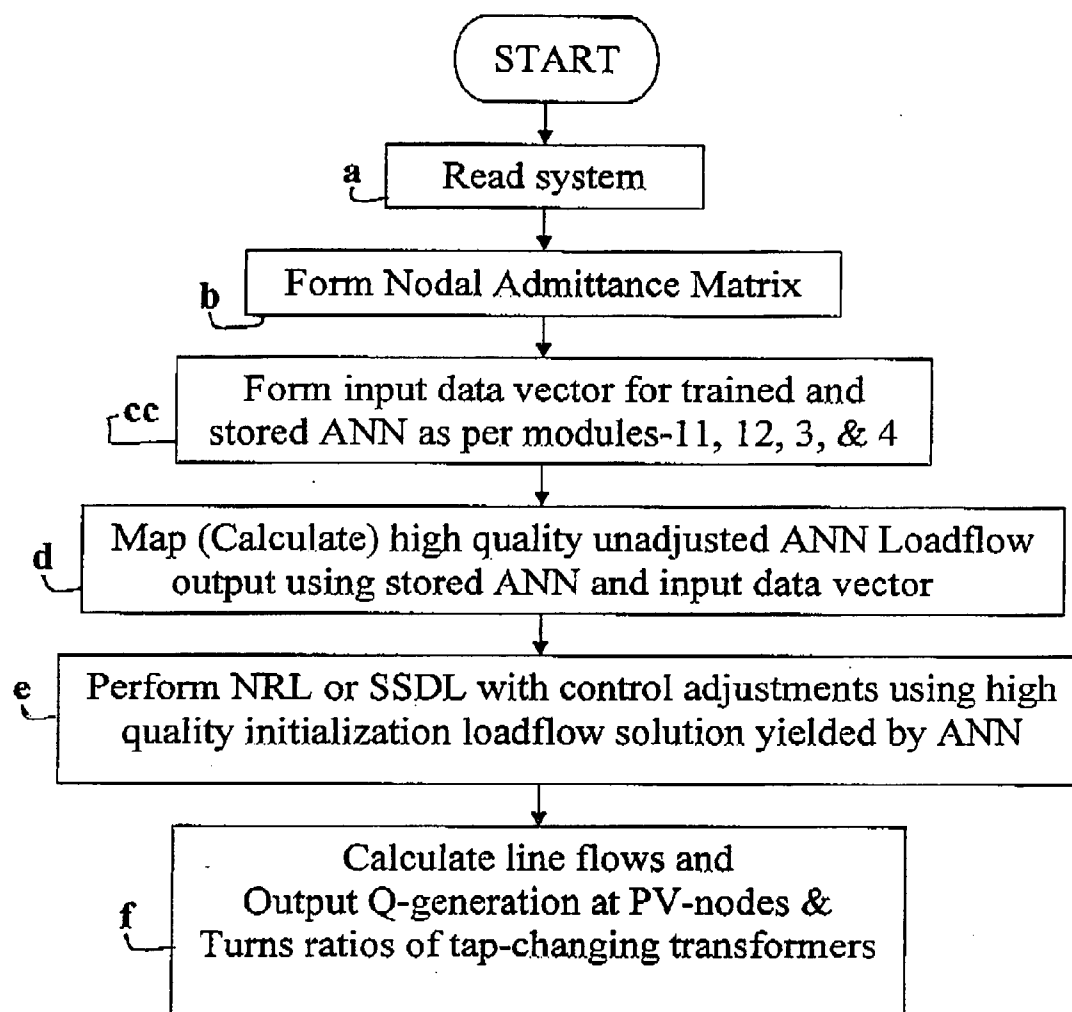 START
a
Read system
b
Form Nodal Admittance Matrix
cc
Form input data vector for trained and
stored ANN as per modules-11, 12, 3, & 4
d
Map (Calculate) high quality unadjusted ANN Loadflow
output using stored ANN and input data vector
e
Perform NRL or SSDL with control adjustments using high
quality initialization loadflow solution yielded by ANN
f
Calculate line flows and
Output Q-generation at PV-nodes &
Turns ratios of tap-changing transformers